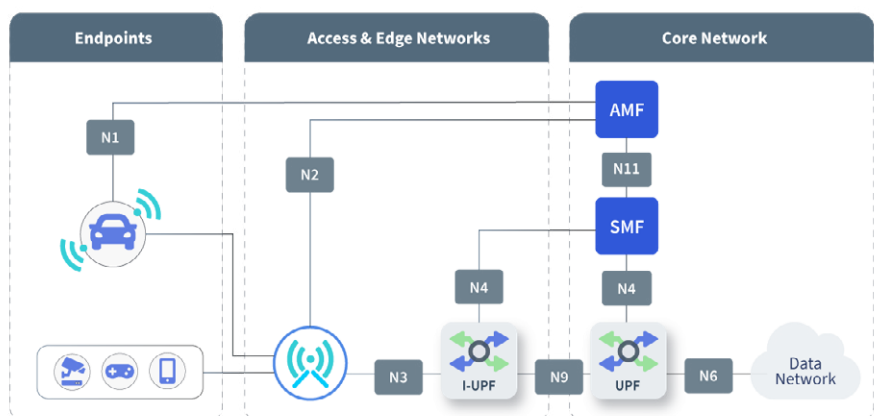 Endpoints
Access & Edge Networks
Core Network
AMF
N1
N11
N2
SMF
N4
N4
N3
I-UPF
N9
UPF
N6
Data
Network